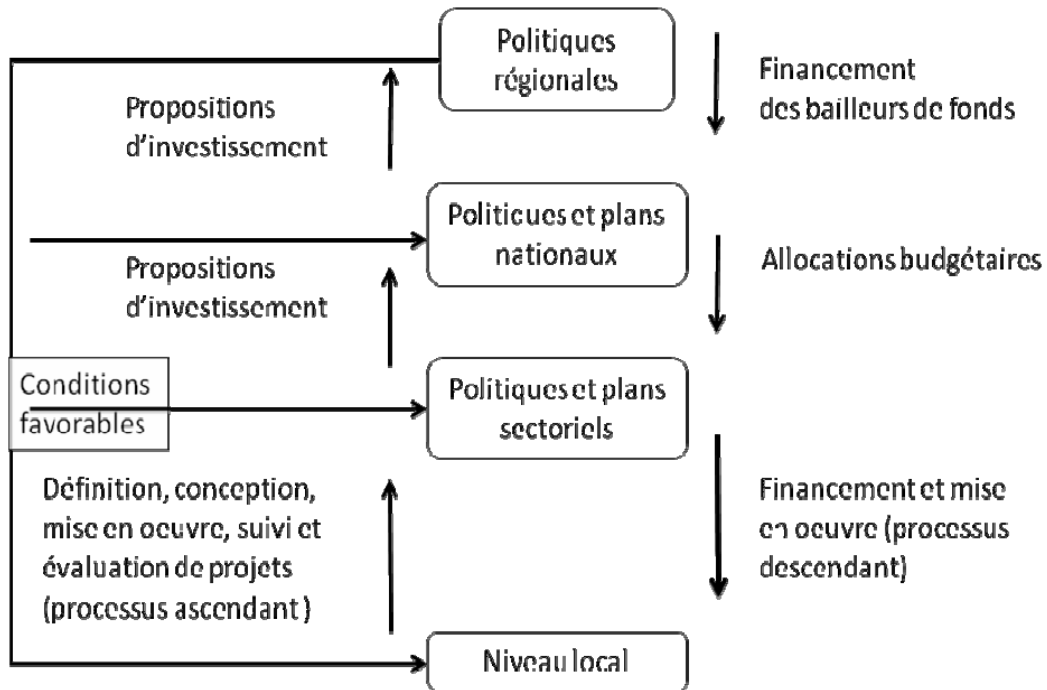 Politiques
régionales
Financement
des bailleurs de fonds
Propositions
d'investissement
Politiques et plans
nationaux
Allocations budgétaires
Propositions
d'investissement
Politiques et plans
sectoriels
Conditions
favorables
Définition, conception,
mise en oeuvre, suivi et
évaluation de projets
(processus ascendant )
Financement et mise
en oeuvre (processus
descendant)
Niveau local